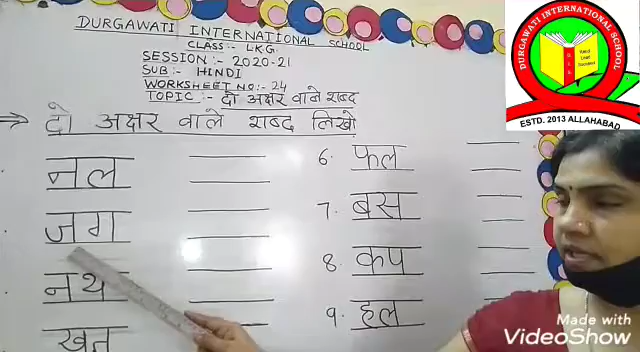 DURGAWATI INTERNATIONAL SCHOOL
CLASS:- LKG
SESSION:- 2020-21
SUB:- HINDI
WORKSHEET NO:- 24
TOPIC:- दो अक्षर वाले शब्द
दो अक्षर वाले शब्द लिखो
नल
जग
नथ
खत
6. फल
7. बस
8. कप
9. हल
DURGAWATI INTERNATIONAL SCHOOL
ESTD. 2013 ALLAHABAD
Made with
VideoShow